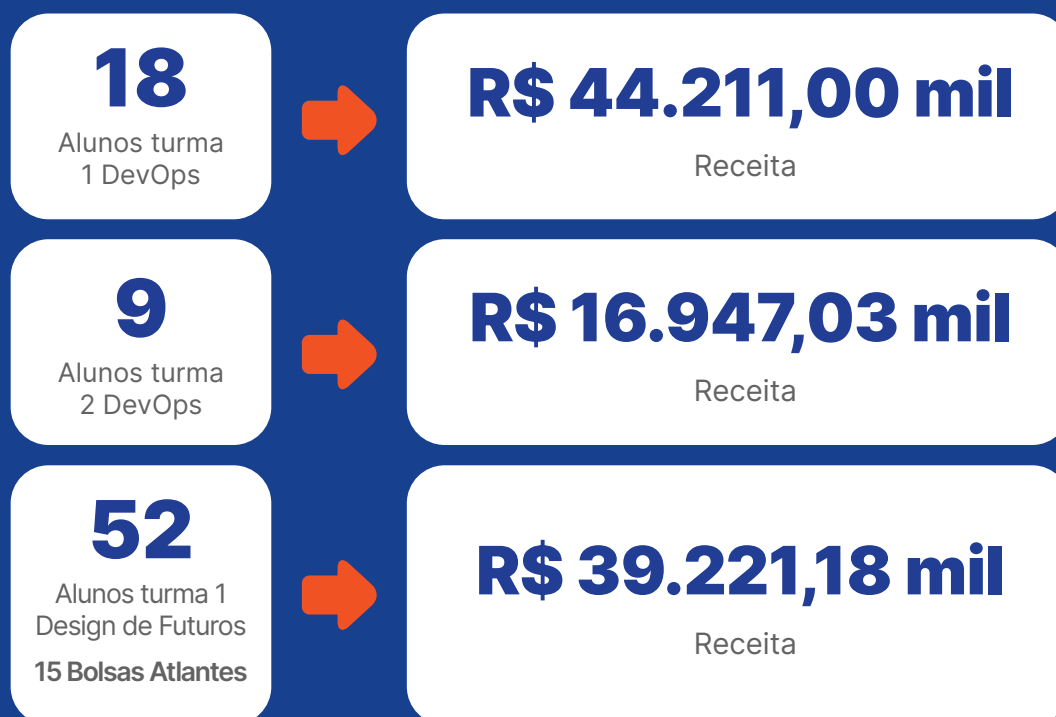 18
Alunos turma
1 DevOps
R$ 44.211,00 mil
Receita
9
Alunos turma
2 DevOps
R$ 16.947,03 mil
Receita
52
Alunos turma 1
Design de Futuros
15 Bolsas Atlantes
R$ 39.221,18 mil
Receita